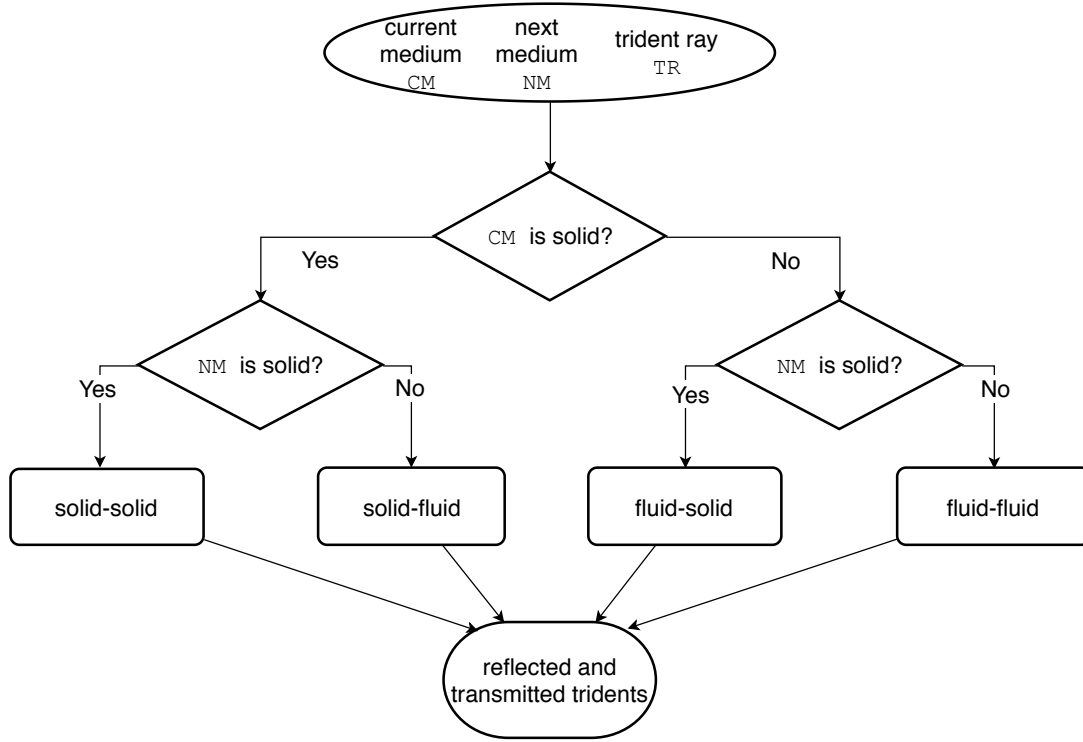 current
medium
CM
next
medium
NM
trident ray
TR
CM is solid?
Yes
No
NM is solid?
NM is solid?
Yes
No
Yes
No
solid-solid
solid-fluid
fluid-solid
fluid-fluid
reflected and
transmitted tridents